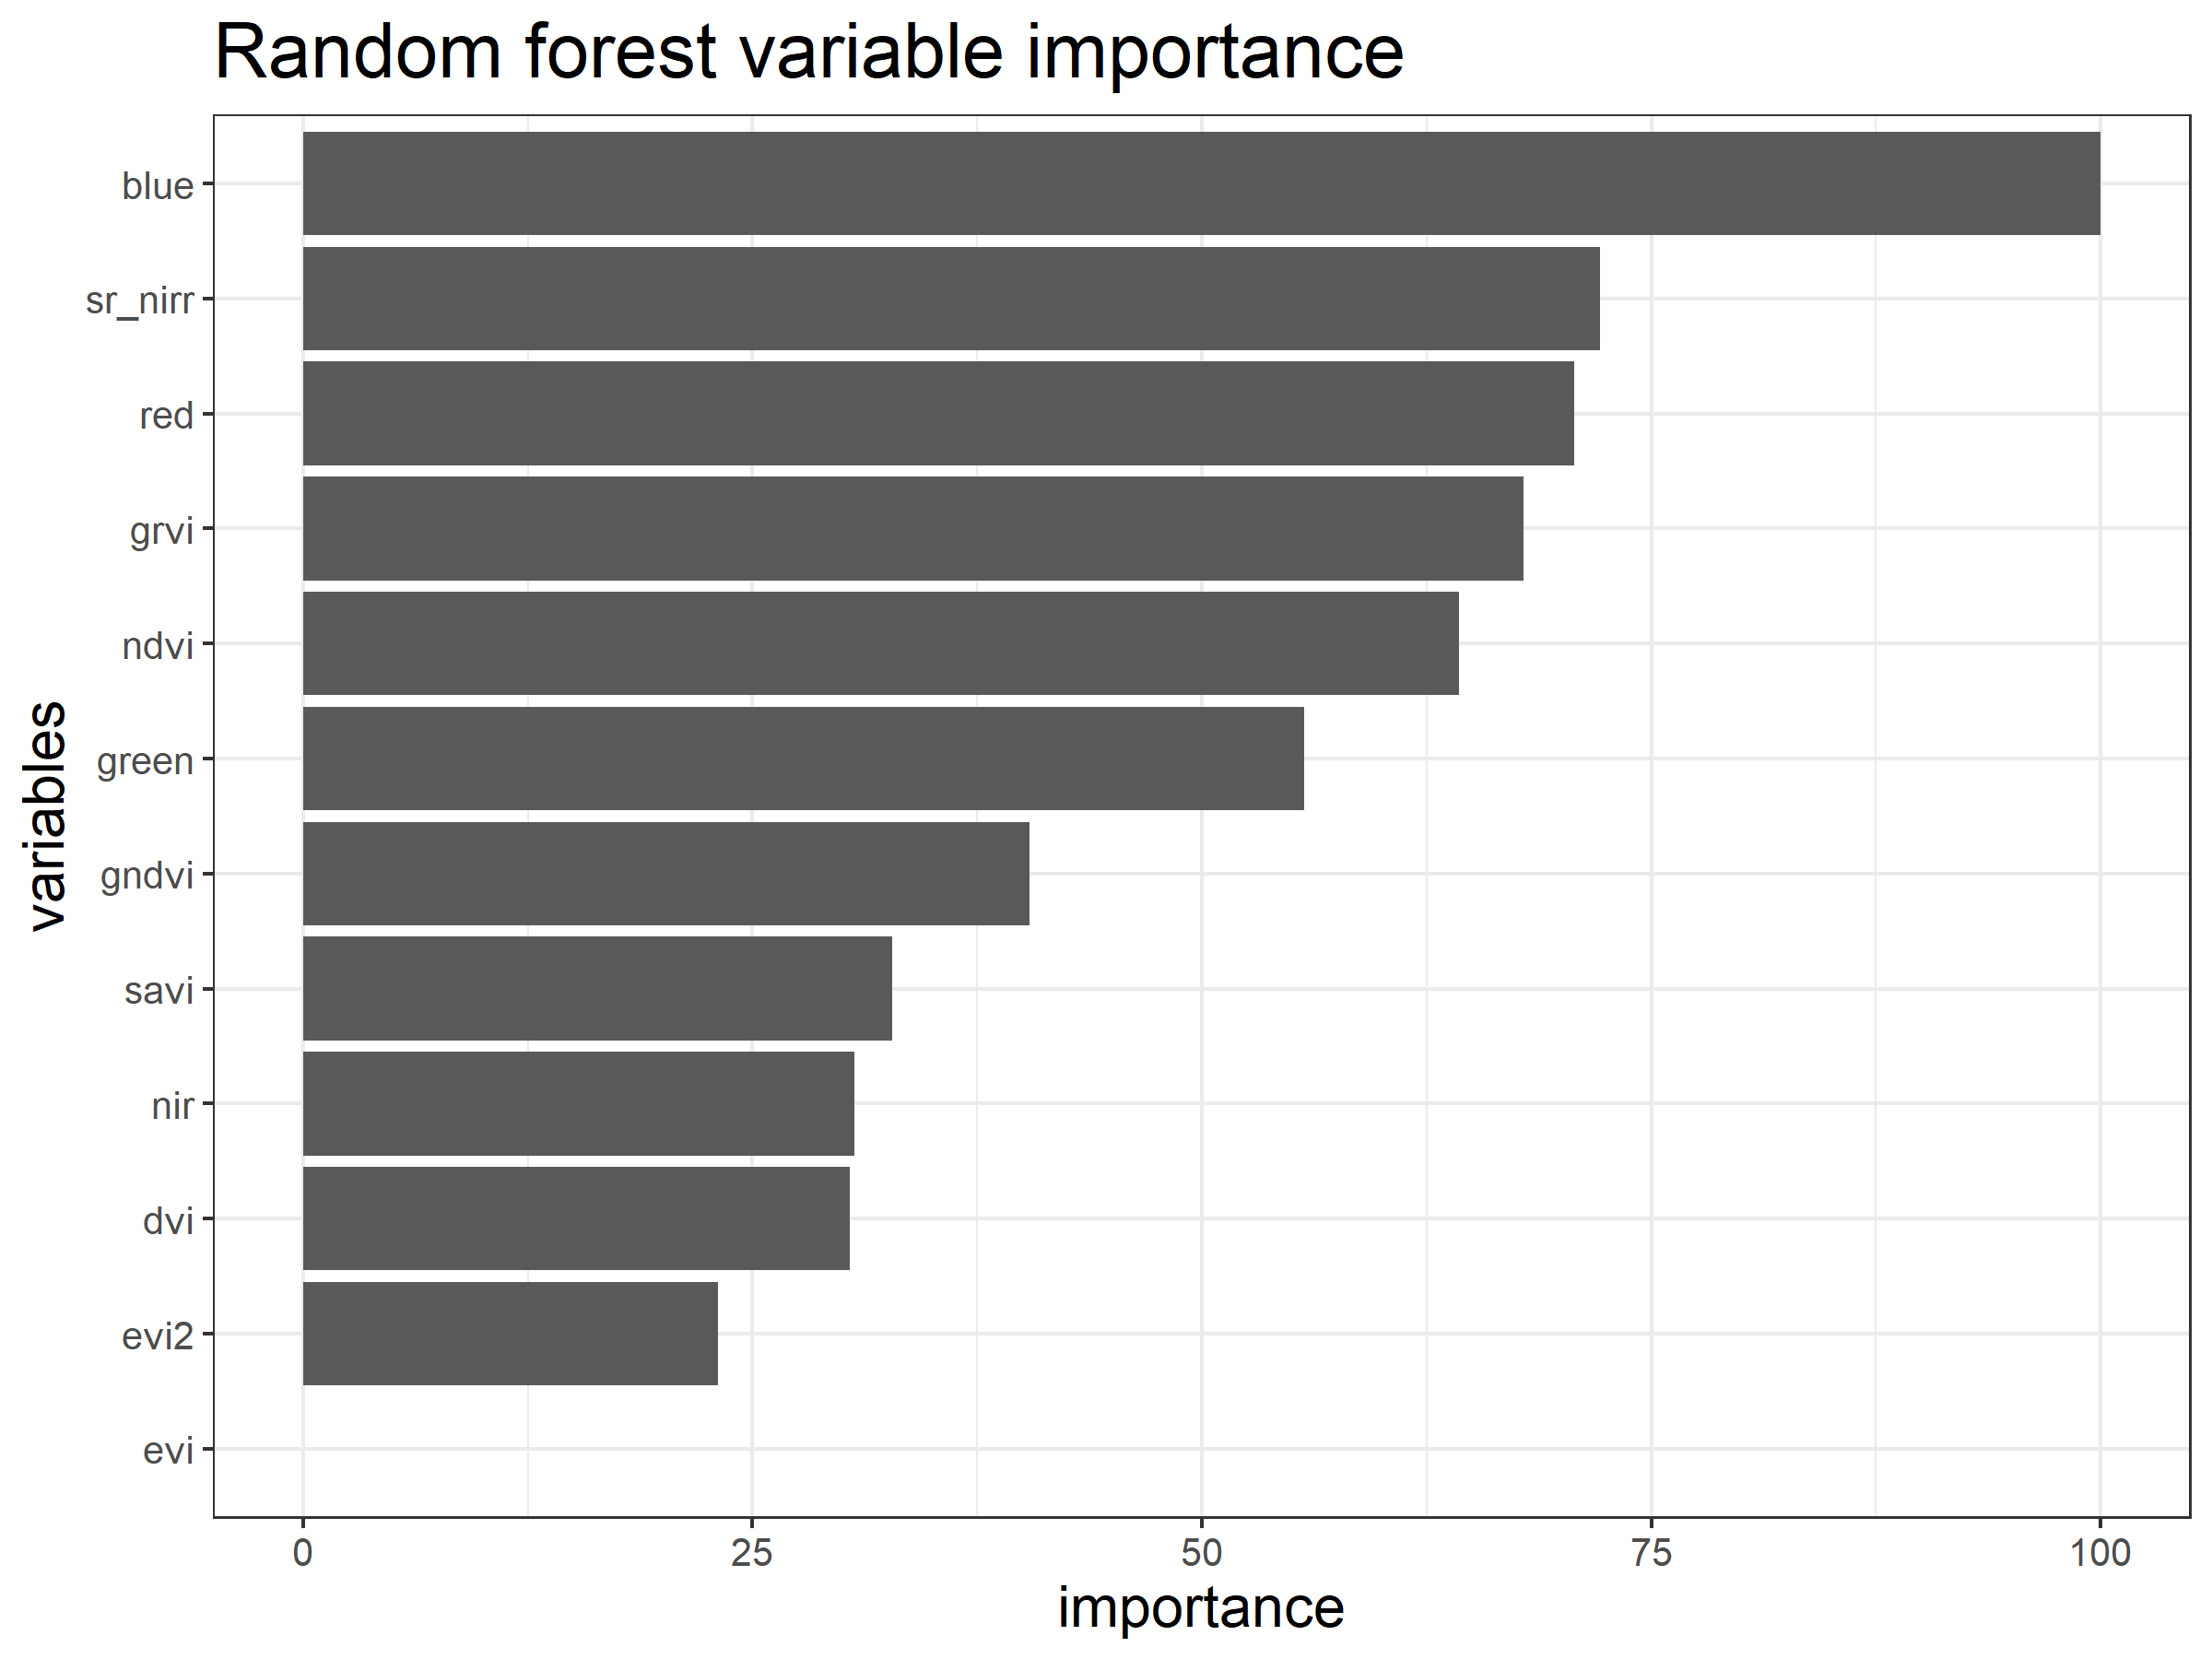 Random forest variable importance
variables
blue
sr_nirr
red
grvi
ndvi
green
gndvi
savi
nir
dvi
evi2
evi
0 25 50 75 100
importance